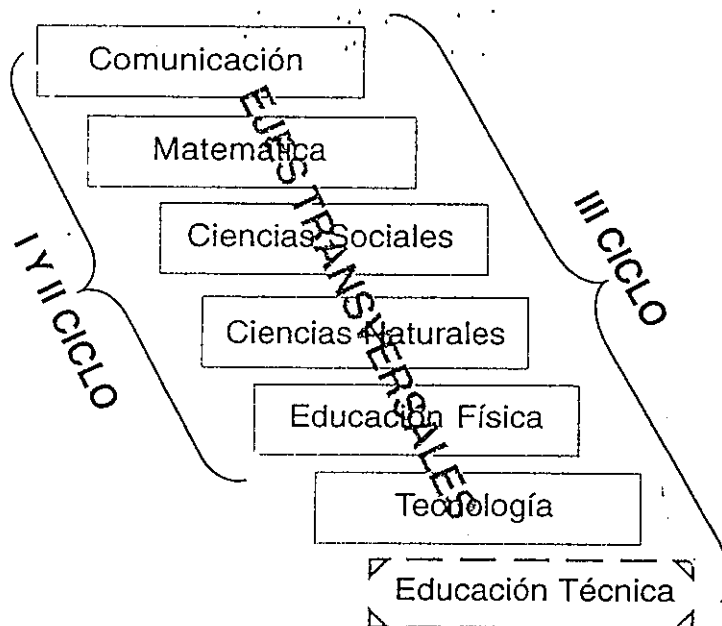 Comunicación
Matemática
Ciencias Sociales
Ciencias Naturales
Educación Física
Tecnología
Educación Técnica
EJES TRANSVERSALES
I Y II CICLO
III CICLO